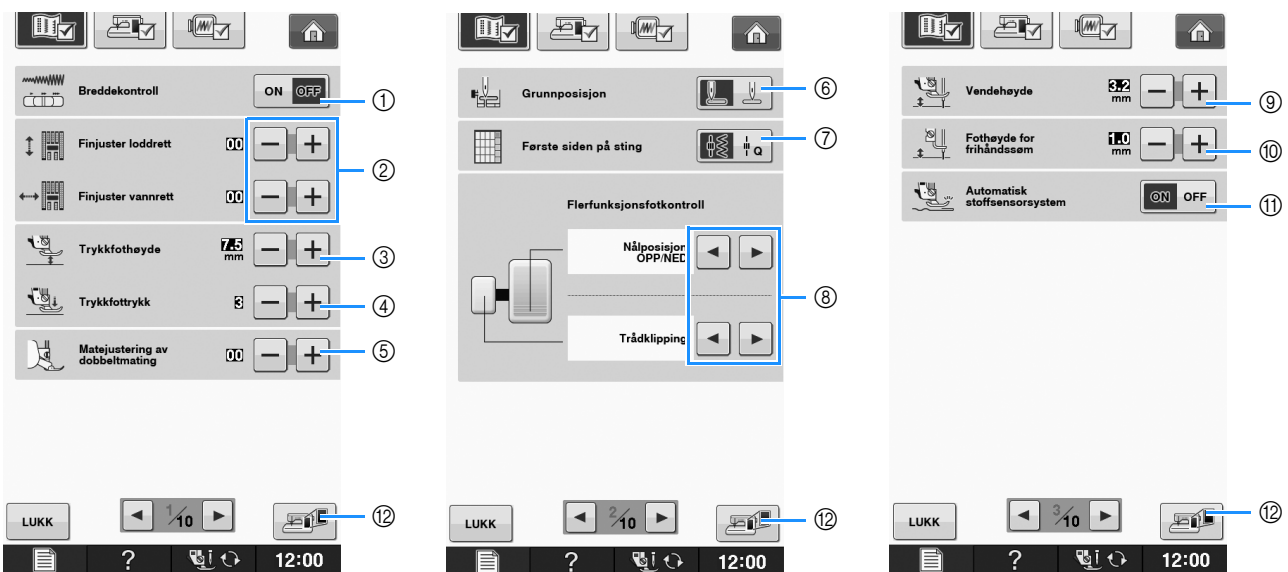 Breddekontroll ON OFF ①
Finjuster loddrett 00 − +
②
Finjuster vannrett 00 − +
Trykkfothøyde 7.5 mm − + ③
Trykkfottrykk 3 − + ④
Matejustering av dobbeltmating 00 − + ⑤
LUKK 1/10 ⑫
? 12:00
Grunnposisjon ⑥
Første siden på sting Q ⑦
Flerfunksjonsfotkontroll
Nålposisjon
OPP/NED
⑧
Trådklipping
LUKK 2/10 ⑫
? 12:00
Vendehøyde 3.2 mm − + ⑨
Fothøyde for
frihåndssøm 1.0 mm − + ⑩
Automatisk
stoffsensorsystem ON OFF ⑪
LUKK 3/10 ⑫
? 12:00